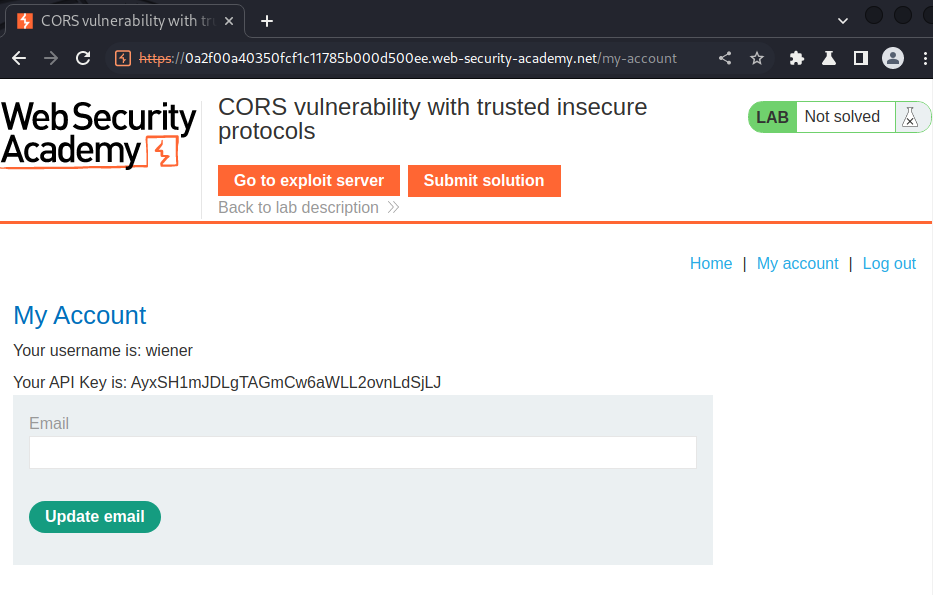 CORS vulnerability with tr
https://0a2f00a40350fcf1c11785b000d500ee.web-security-academy.net/my-account
Web Security
Academy
CORS vulnerability with trusted insecure
protocols
LAB Not solved
Go to exploit server Submit solution
Back to lab description
Home | My account | Log out
My Account
Your username is: wiener
Your API Key is: AyxSH1mJDLgTAGmCw6aWLL2ovnLdSjLJ
Email
Update email